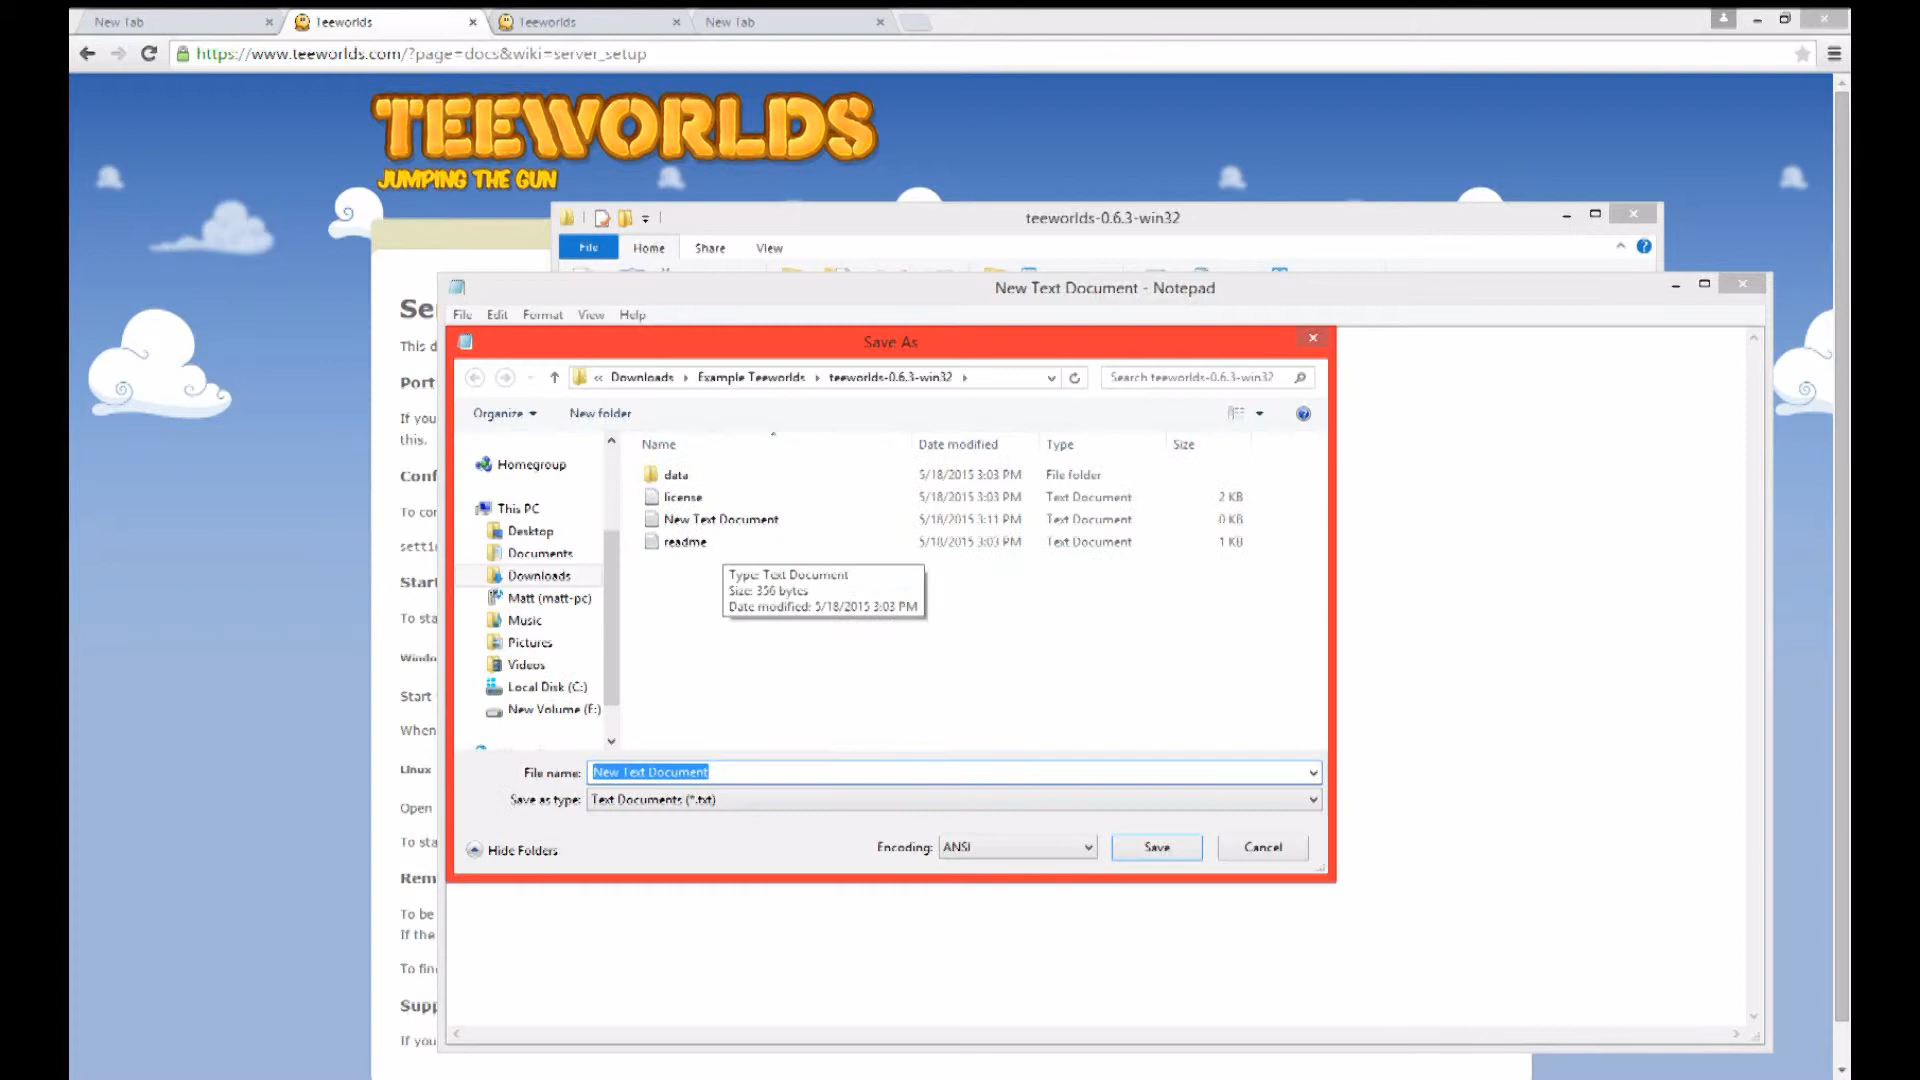 New Tab
Teeworlds
Teeworlds
New Tab
https://www.teeworlds.com/?page=docs&wiki=server_setup
TEEWORLDS
JUMPING THE GUN
teeworlds-0.6.3-win32
File Home Share View
New Text Document - Notepad
File Edit Format View Help
Save As
« Downloads Example Teeworlds teeworlds-0.6.3-win32
Search teeworlds-0.6.3-win32
Organize New folder
Name Date modified Type Size
data 5/18/2015 3:03 PM File folder
license 5/18/2015 3:03 PM Text Document 2 KB
New Text Document 5/18/2015 3:11 PM Text Document 0 KB
readme 5/18/2015 3:03 PM Text Document 1 KB
Type: Text Document
Size: 356 bytes
Date modified: 5/18/2015 3:03 PM
Homegroup
This PC
Desktop
Documents
Downloads
Matt (matt-pc)
Music
Pictures
Videos
Local Disk (C:)
New Volume (F:)
File name: New Text Document
Save as type: Text Documents (*.txt)
Hide Folders
Encoding: ANSI
Save
Cancel
Se
This d
Port
If you
this.
Conf
To cor
setti
Start
To sta
Windo
Start
When
Linux
Open
To sta
Rem
To be
If the
To fin
Supp
If you